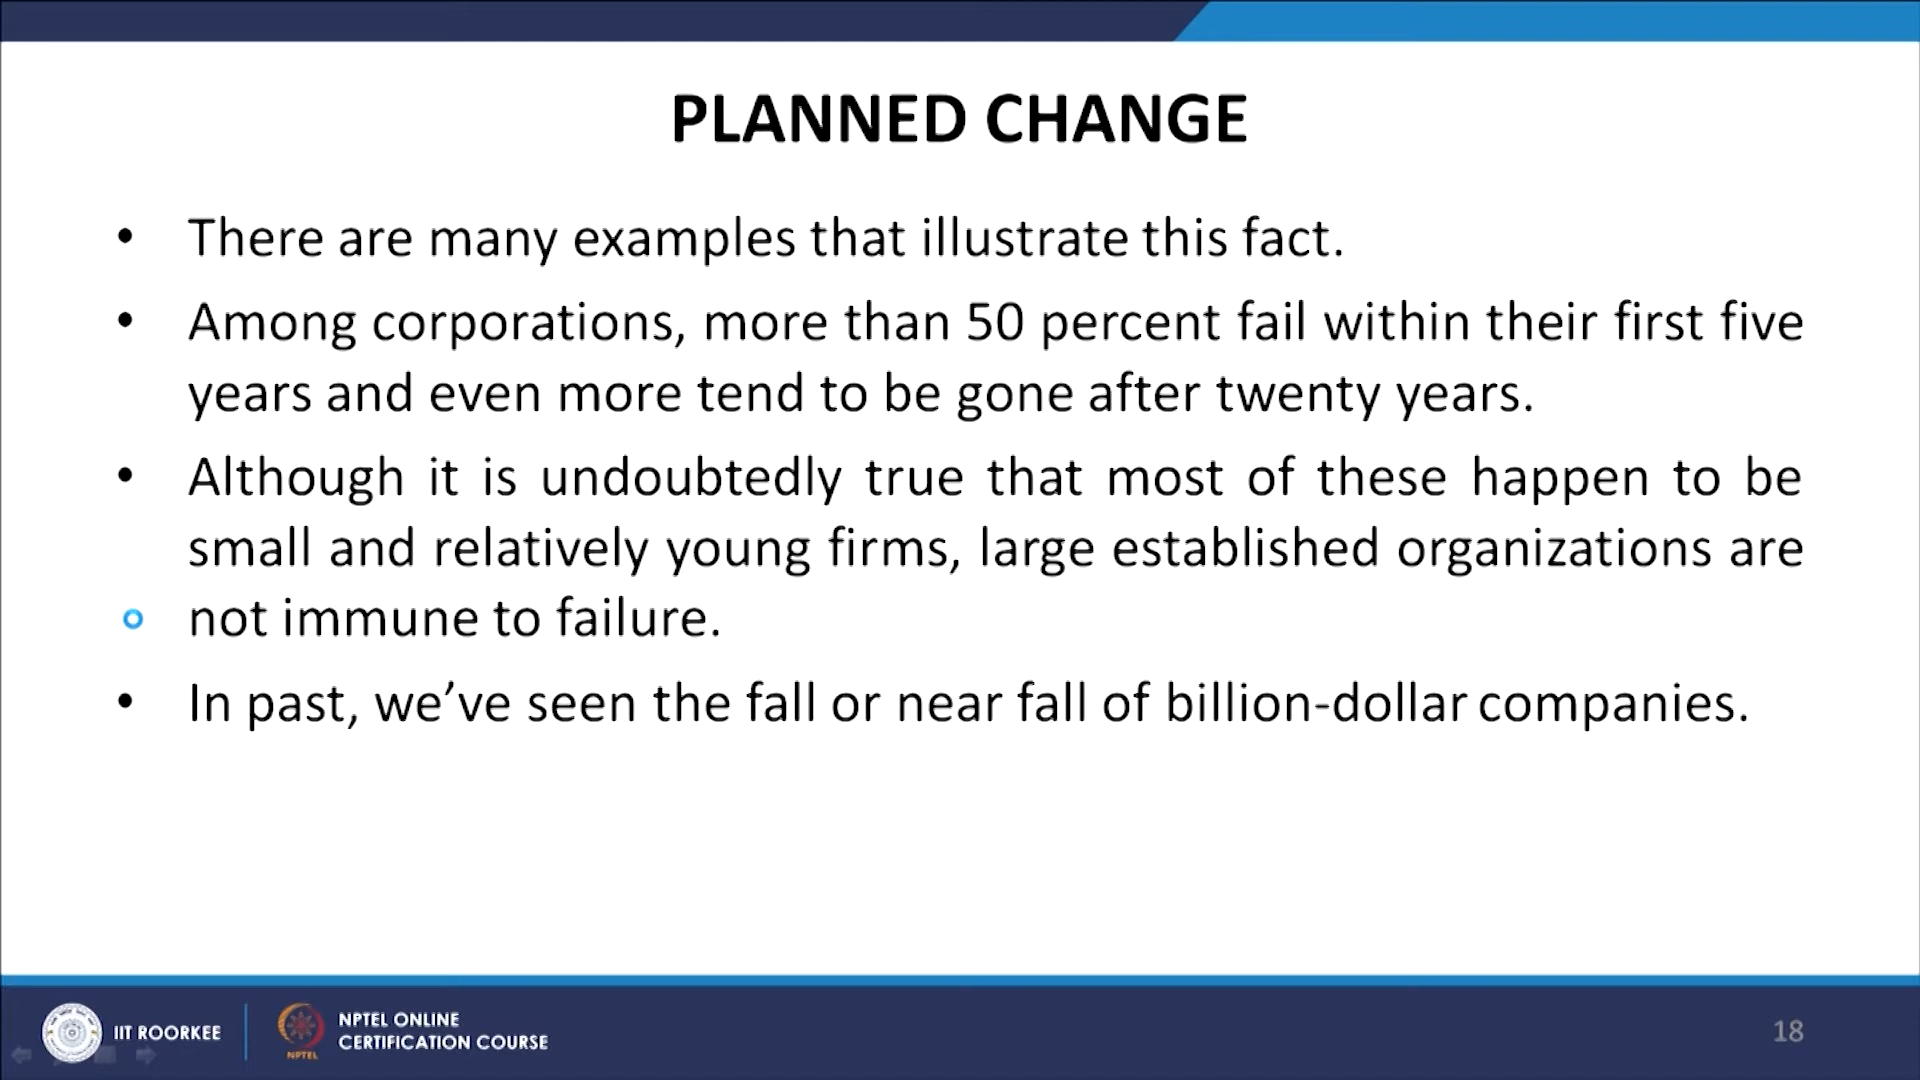 PLANNED CHANGE
• There are many examples that illustrate this fact.
• Among corporations, more than 50 percent fail within their first five
years and even more tend to be gone after twenty years.
• Although it is undoubtedly true that most of these happen to be
small and relatively young firms, large established organizations are
not immune to failure.
• In past, we’ve seen the fall or near fall of billion-dollar companies.
IIT ROORKEE
NPTEL
NPTEL ONLINE
CERTIFICATION COURSE
18